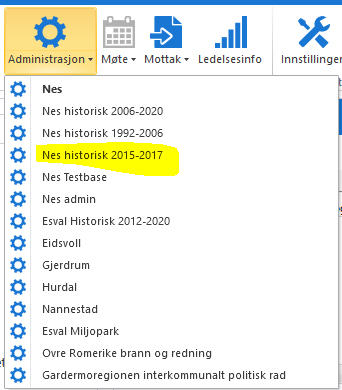 Administrasjon Møte Mottak Ledelsesinfo Innstillinger
Nes
Nes historisk 2006-2020
Nes historisk 1992-2006
Nes historisk 2015-2017
Nes Testbase
Nes admin
Esval Historisk 2012-2020
Eidsvoll
Gjerdrum
Hurdal
Nannestad
Esval Miljopark
Ovre Romerike brann og redning
Gardermoregionen interkommunalt politisk rad